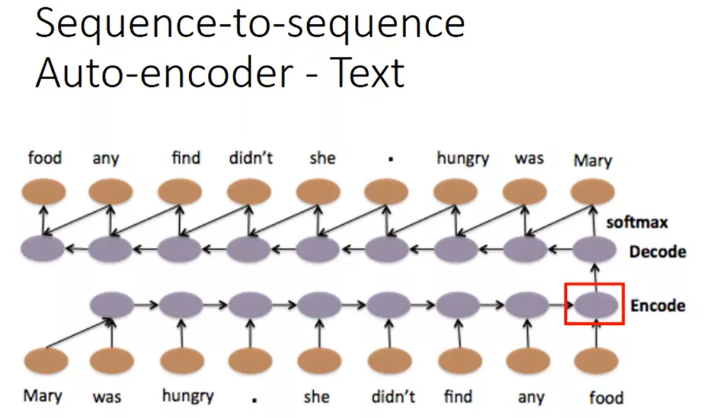 Sequence-to-sequence
Auto-encoder - Text
food any find didn't she . hungry was Mary
softmax
Decode
Encode
Mary was hungry . she didn't find any food